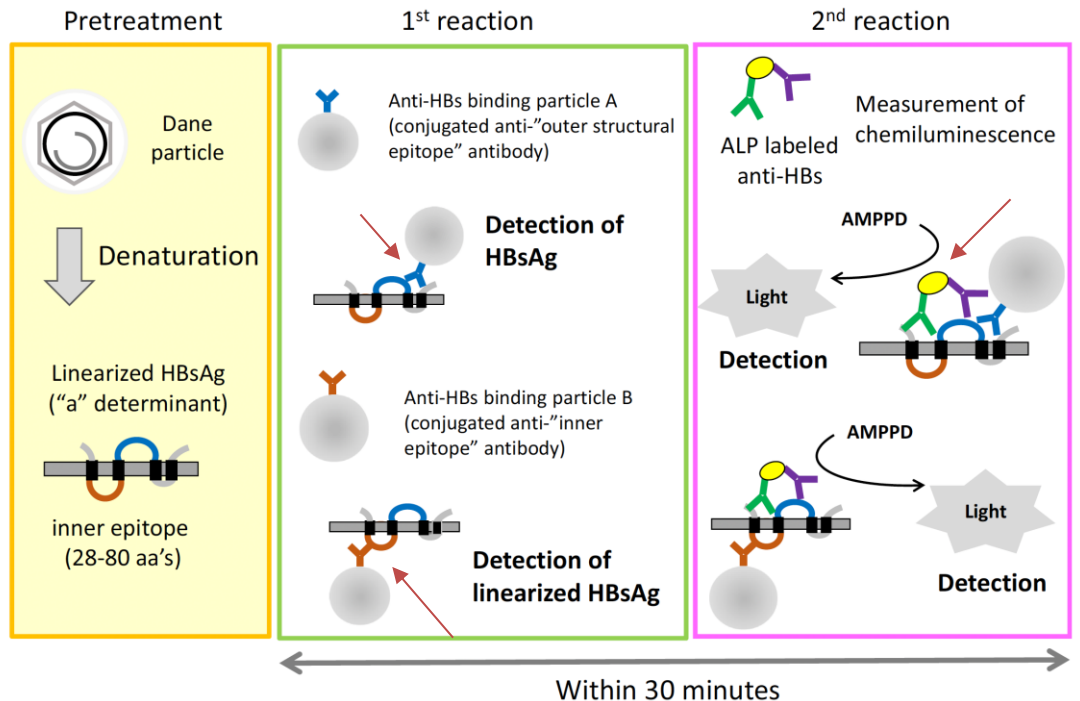 Pretreatment
Dane
particle
Denaturation
Linearized HBsAg
(“a” determinant)
inner epitope
(28-80 aa’s)
1st reaction
Anti-HBs binding particle A
(conjugated anti-”outer structural
epitope” antibody)
Detection of
HBsAg
Anti-HBs binding particle B
(conjugated anti-”inner
epitope” antibody)
Detection of
linearized HBsAg
2nd reaction
ALP labeled
anti-HBs
Measurement of
chemiluminescence
AMPPD
Light
Detection
AMPPD
Light
Detection
Within 30 minutes